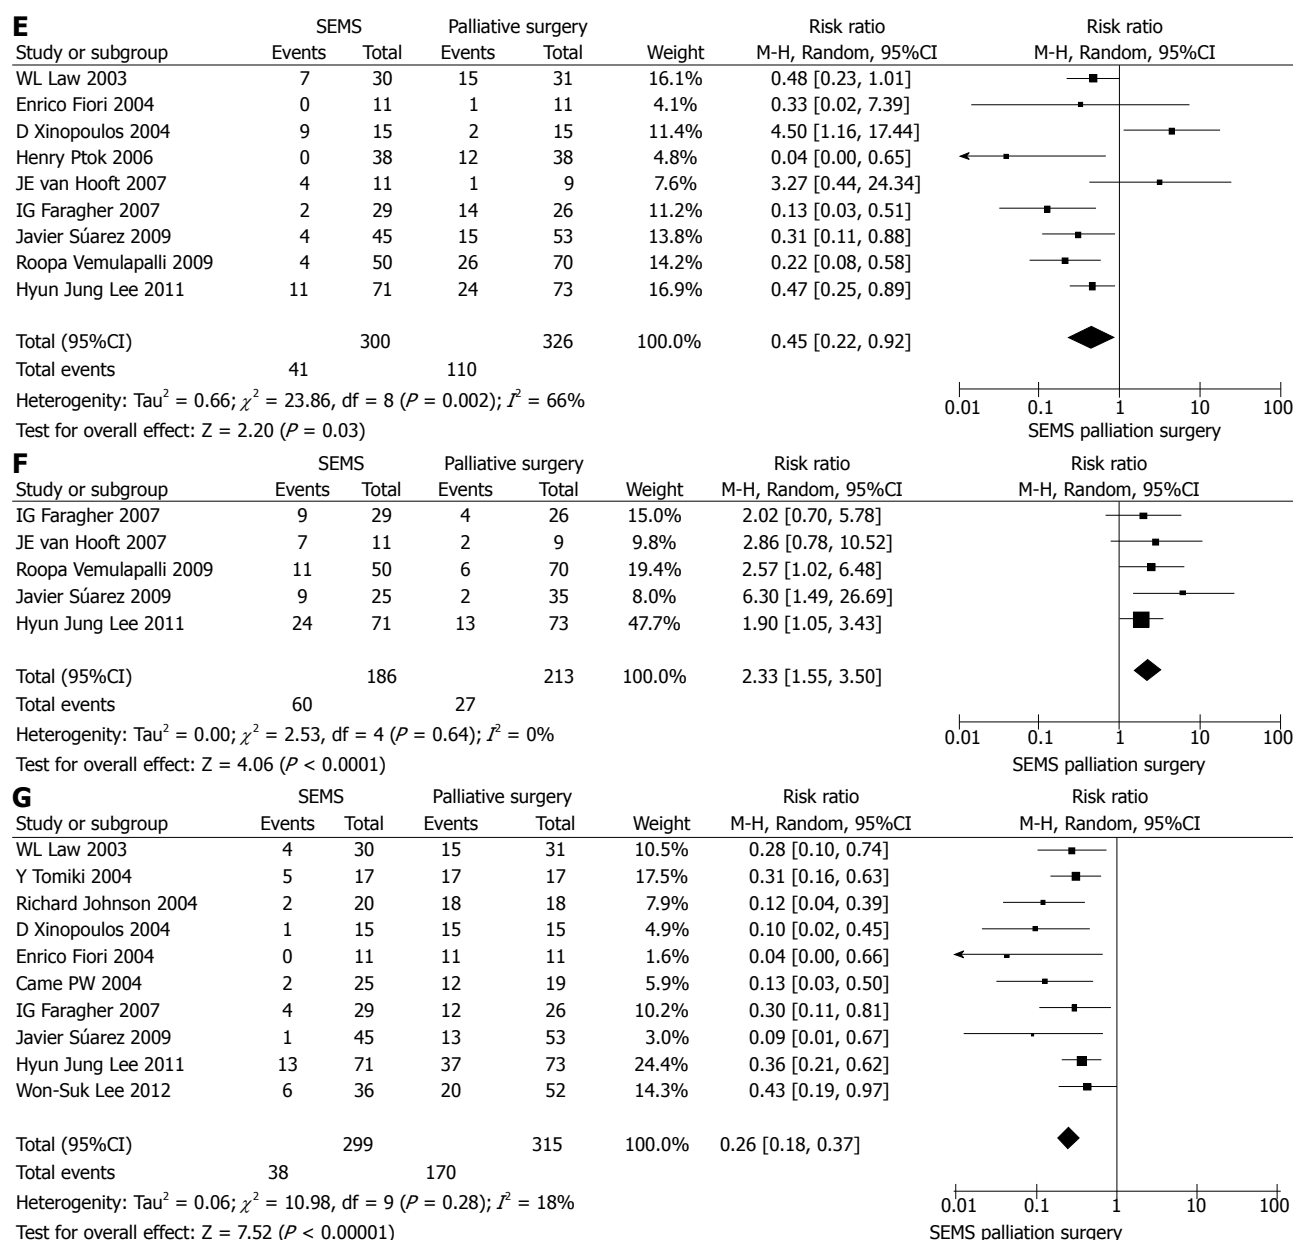 E SEMS Palliative surgery Risk ratio Risk ratio
Study or subgroup Events Total Events Total Weight M-H, Random, 95%CI M-H, Random, 95%CI
WL Law 2003 7 30 15 31 16.1% 0.48 [0.23, 1.01]
Enrico Fiori 2004 0 11 1 11 4.1% 0.33 [0.02, 7.39]
D Xinopoulos 2004 9 15 2 15 11.4% 4.50 [1.16, 17.44]
Henry Ptok 2006 0 38 12 38 4.8% 0.04 [0.00, 0.65]
JE van Hooft 2007 4 11 1 9 7.6% 3.27 [0.44, 24.34]
IG Faragher 2007 2 29 14 26 11.2% 0.13 [0.03, 0.51]
Javier Súarez 2009 4 45 15 53 13.8% 0.31 [0.11, 0.88]
Roopa Vemulapalli 2009 4 50 26 70 14.2% 0.22 [0.08, 0.58]
Hyun Jung Lee 2011 11 71 24 73 16.9% 0.47 [0.25, 0.89]
Total (95%CI) 300 326 100.0% 0.45 [0.22, 0.92]
Total events 41 110
Heterogenity: Tau² = 0.66; χ² = 23.86, df = 8 (P = 0.002); I² = 66%
0.01 0.1 1 10 100
Test for overall effect: Z = 2.20 (P = 0.03) SEMS palliation surgery
F SEMS Palliative surgery Risk ratio Risk ratio
Study or subgroup Events Total Events Total Weight M-H, Random, 95%CI M-H, Random, 95%CI
IG Faragher 2007 9 29 4 26 15.0% 2.02 [0.70, 5.78]
JE van Hooft 2007 7 11 2 9 9.8% 2.86 [0.78, 10.52]
Roopa Vemulapalli 2009 11 50 6 70 19.4% 2.57 [1.02, 6.48]
Javier Súarez 2009 9 25 2 35 8.0% 6.30 [1.49, 26.69]
Hyun Jung Lee 2011 24 71 13 73 47.7% 1.90 [1.05, 3.43]
Total (95%CI) 186 213 100.0% 2.33 [1.55, 3.50]
Total events 60 27
Heterogenity: Tau² = 0.00; χ² = 2.53, df = 4 (P = 0.64); I² = 0%
0.01 0.1 1 10 100
Test for overall effect: Z = 4.06 (P < 0.0001) SEMS palliation surgery
G SEMS Palliative surgery Risk ratio Risk ratio
Study or subgroup Events Total Events Total Weight M-H, Random, 95%CI M-H, Random, 95%CI
WL Law 2003 4 30 15 31 10.5% 0.28 [0.10, 0.74]
Y Tomiki 2004 5 17 17 17 17.5% 0.31 [0.16, 0.63]
Richard Johnson 2004 2 20 18 18 7.9% 0.12 [0.04, 0.39]
D Xinopoulos 2004 1 15 15 15 4.9% 0.10 [0.02, 0.45]
Enrico Fiori 2004 0 11 11 11 1.6% 0.04 [0.00, 0.66]
Came PW 2004 2 25 12 19 5.9% 0.13 [0.03, 0.50]
IG Faragher 2007 4 29 12 26 10.2% 0.30 [0.11, 0.81]
Javier Súarez 2009 1 45 13 53 3.0% 0.09 [0.01, 0.67]
Hyun Jung Lee 2011 13 71 37 73 24.4% 0.36 [0.21, 0.62]
Won-Suk Lee 2012 6 36 20 52 14.3% 0.43 [0.19, 0.97]
Total (95%CI) 299 315 100.0% 0.26 [0.18, 0.37]
Total events 38 170
Heterogenity: Tau² = 0.06; χ² = 10.98, df = 9 (P = 0.28); I² = 18%
0.01 0.1 1 10 100
Test for overall effect: Z = 7.52 (P < 0.00001) SEMS palliation surgery